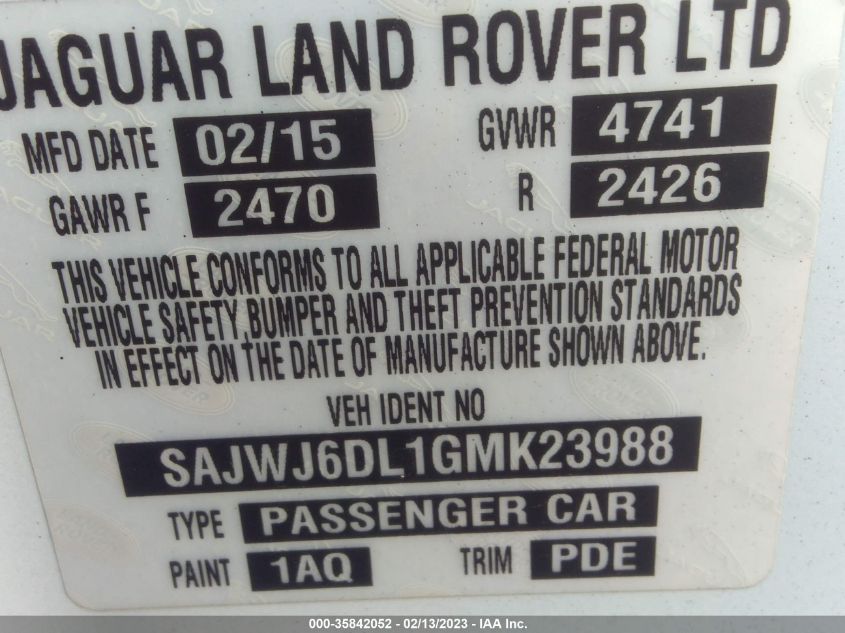 JAGUAR LAND ROVER LTD
MFD DATE 02/15 GVWR 4741
GAWR F 2470 R 2426
THIS VEHICLE CONFORMS TO ALL APPLICABLE FEDERAL MOTOR
VEHICLE SAFETY, BUMPER AND THEFT PREVENTION STANDARDS
IN EFFECT ON THE DATE OF MANUFACTURE SHOWN ABOVE.
VEH IDENT NO
SAJWJ6DL1GMK23988
TYPE PASSENGER CAR
PAINT 1AQ TRIM PDE
000-35842052 - 02/13/2023 - IAA Inc.